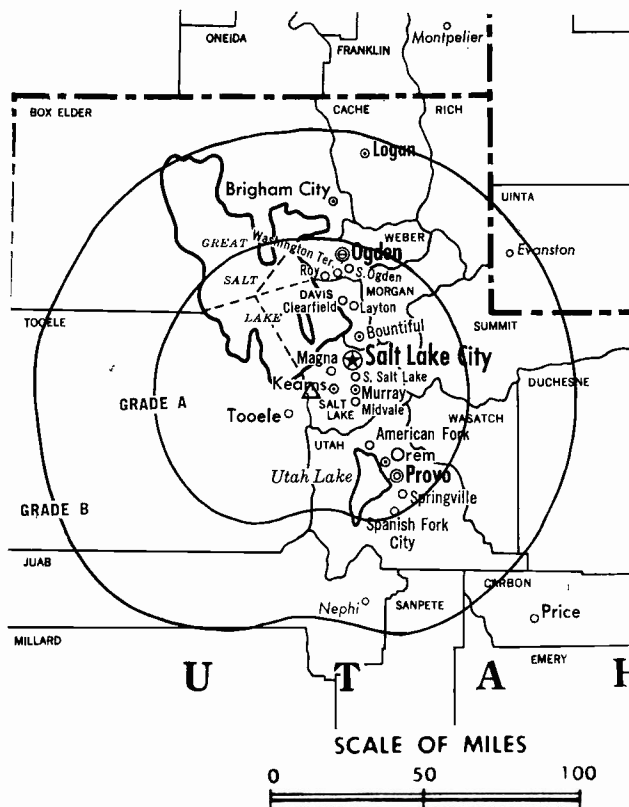 ONEIDA
FRANKLIN
Montpelier
BOX ELDER
CACHE
RICH
Logan
Brigham City
UINTA
GREAT
WEBER
Evanston
Washington Ter.
Ogden
SALT
Roy
S. Ogden
DAVIS
MORGAN
Clearfield
Layton
TOOELE
LAKE
SUMMIT
Bountiful
Magna
Salt Lake City
S. Salt Lake
DUCHESNE
Kearns
Murray
GRADE A
SALT
LAKE
Midvale
WASATCH
Tooele
American Fork
UTAH
Orem
Utah Lake
Provo
Springville
GRADE B
Spanish Fork
City
JUAB
CARBON
Nephi
SANPETE
Price
MILLARD
EMERY
U T A H
SCALE OF MILES
0 50 100